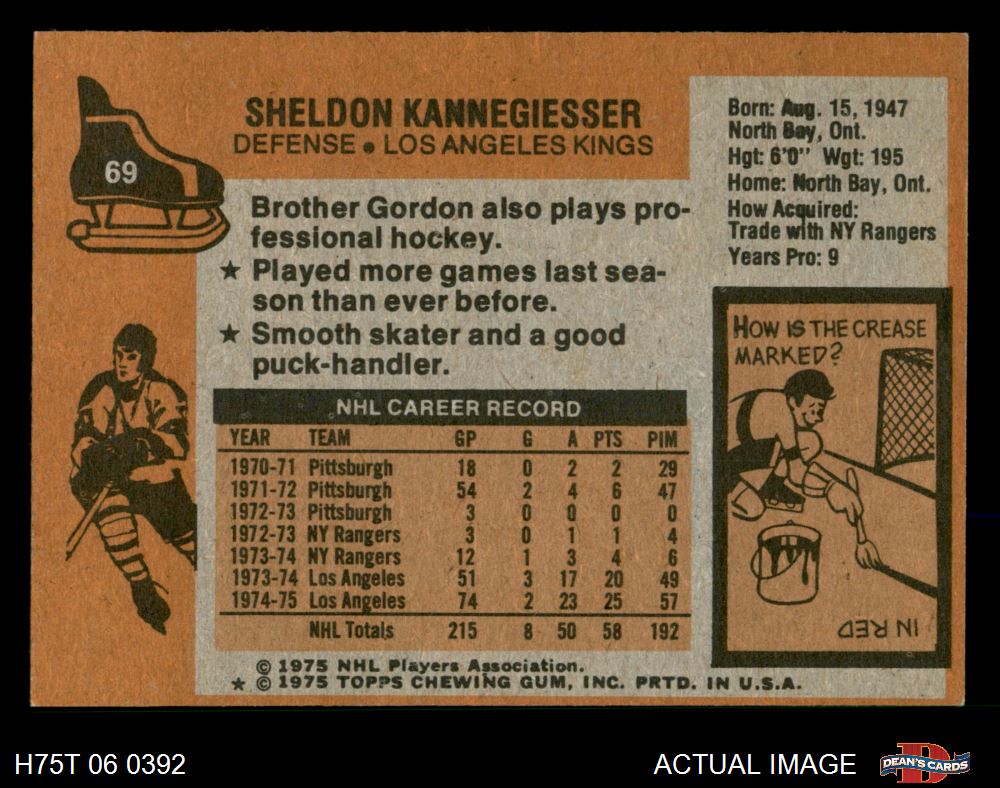 69
SHELDON KANNEGIESSER
DEFENSE • LOS ANGELES KINGS
Born: Aug. 15, 1947
North Bay, Ont.
Hgt: 6'0" Wgt: 195
Home: North Bay, Ont.
How Acquired:
Trade with NY Rangers
Years Pro: 9
Brother Gordon also plays pro-
fessional hockey.
★ Played more games last sea-
son than ever before.
★ Smooth skater and a good
puck-handler.
NHL CAREER RECORD
YEAR TEAM GP G A PTS PIM
1970-71 Pittsburgh 18 0 2 2 29
1971-72 Pittsburgh 54 2 4 6 47
1972-73 Pittsburgh 3 0 0 0 0
1972-73 NY Rangers 3 0 1 1 4
1973-74 NY Rangers 12 1 3 4 6
1973-74 Los Angeles 51 3 17 20 49
1974-75 Los Angeles 74 2 23 25 57
NHL Totals 215 8 50 58 192
HOW IS THE CREASE
MARKED?
IN RED
© 1975 NHL Players Association.
★ © 1975 TOPPS CHEWING GUM, INC. PRTD. IN U.S.A.
H75T 06 0392
ACTUAL IMAGE
D
DEAN'S CARDS